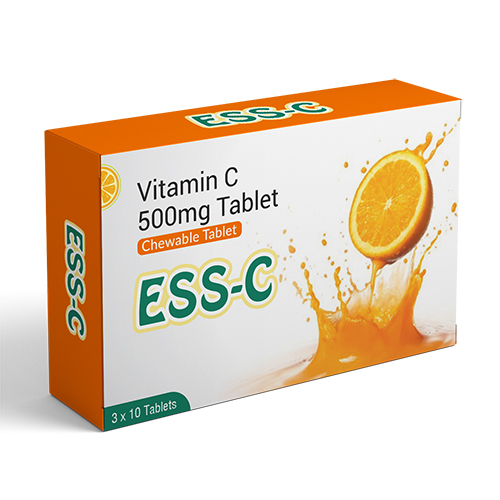 ESS-C
Vitamin C
500mg Tablet
Chewable Tablet
ESS-C
ESS-C
3 x 10 Tablets